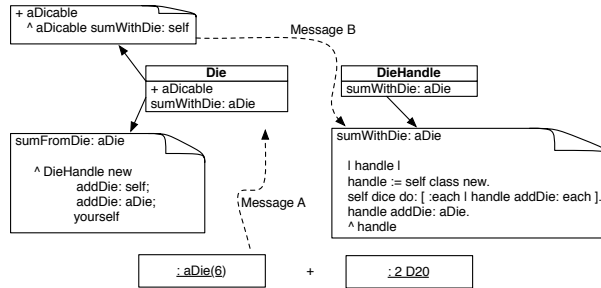 + aDicable
^ aDicable sumWithDie: self
Message B
Die
+ aDicable
sumWithDie: aDie
DieHandle
sumWithDie: aDie
sumFromDie: aDie
^ DieHandle new
addDie: self;
addDie: aDie;
yourself
Message A
sumWithDie: aDie
| handle |
handle := self class new.
self dice do: [ :each | handle addDie: each ].
handle addDie: aDie.
^ handle
: aDie(6)
+
: 2 D20